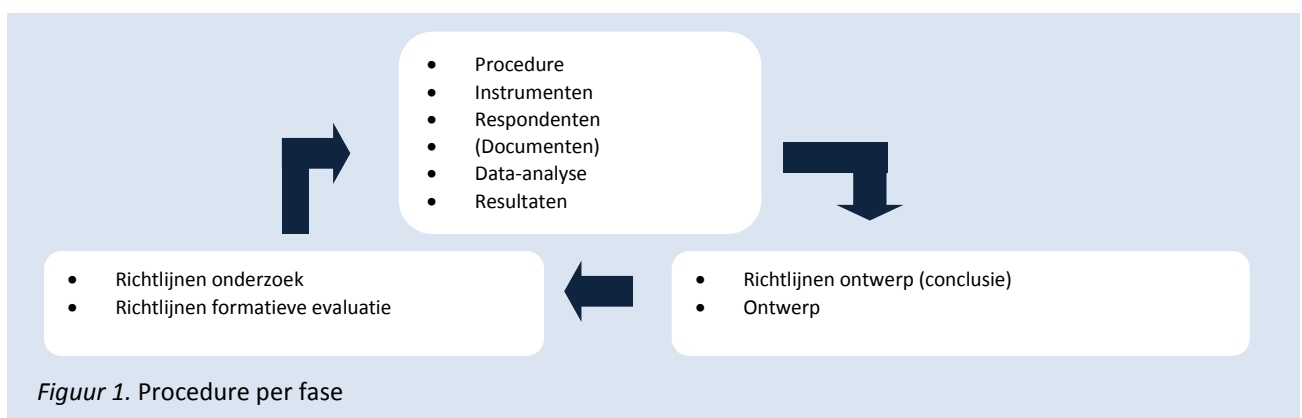 • Procedure
• Instrumenten
• Respondenten
• (Documenten)
• Data-analyse
• Resultaten
• Richtlijnen onderzoek
• Richtlijnen formatieve evaluatie
• Richtlijnen ontwerp (conclusie)
• Ontwerp
Figuur 1. Procedure per fase